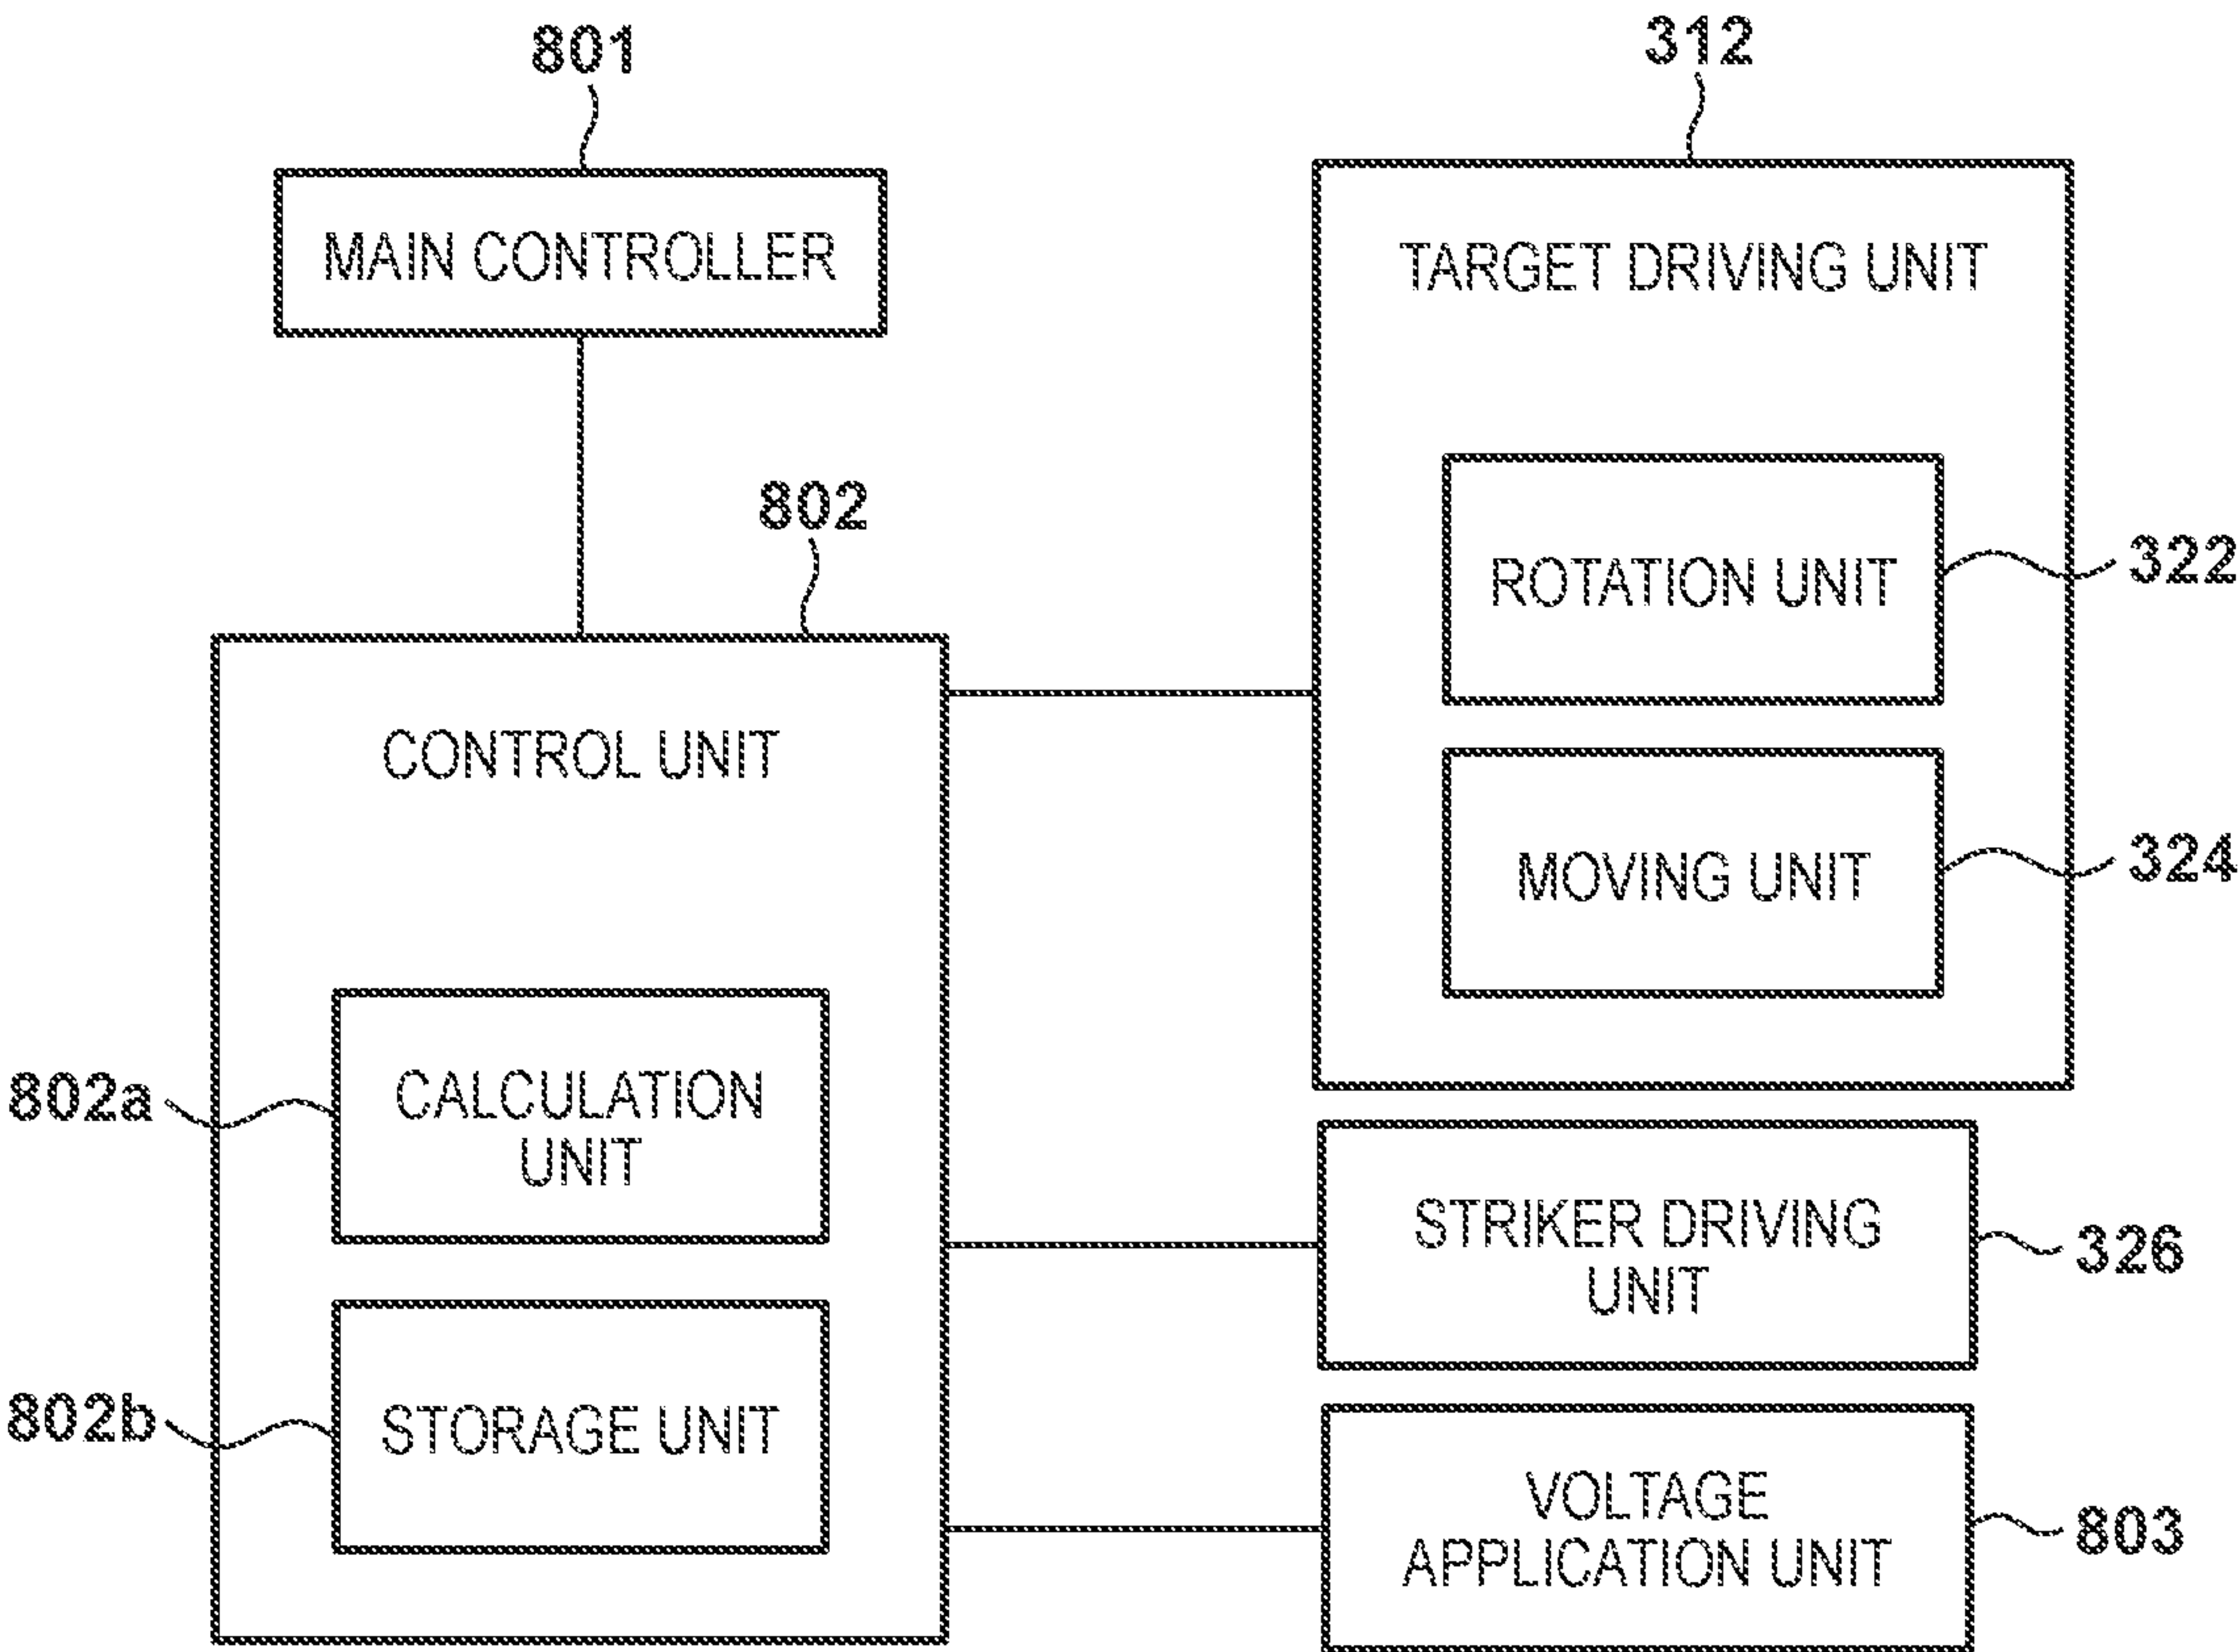 801
MAIN CONTROLLER
802
CONTROL UNIT
802a
CALCULATION
UNIT
802b
STORAGE UNIT
312
TARGET DRIVING UNIT
ROTATION UNIT
322
MOVING UNIT
324
STRIKER DRIVING
UNIT
326
VOLTAGE
APPLICATION UNIT
803